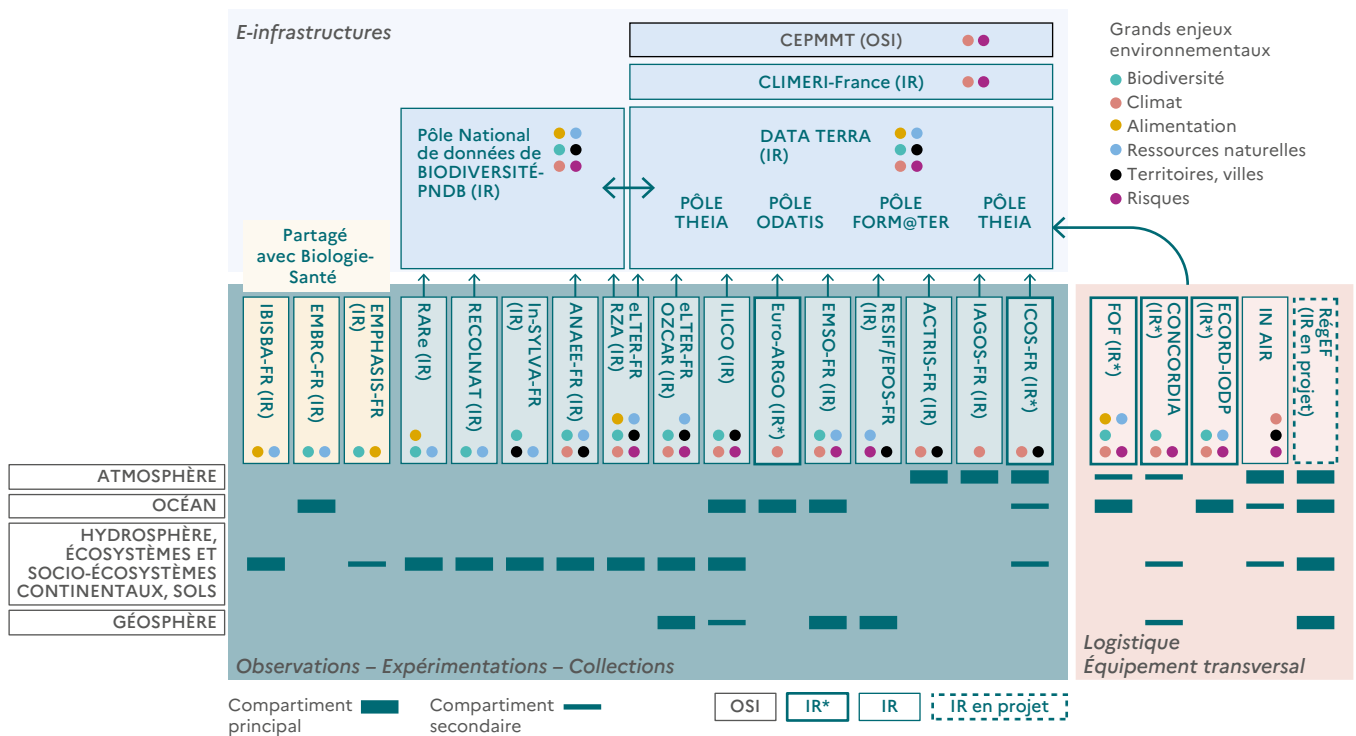 E-infrastructures
CEPMMT (OSI)
CLIMERI-France (IR)
Pôle National
de données de
BIODIVERSITÉ-
PNDB (IR)
DATA TERRA
(IR)
PÔLE
THEIA
PÔLE
ODATIS
PÔLE
FORM@TER
PÔLE
THEIA
Grands enjeux
environnementaux
Biodiversité
Climat
Alimentation
Ressources naturelles
Territoires, villes
Risques
Partagé
avec Biologie-
Santé
IBISBA-FR (IR)
EMBRC-FR (IR)
EMPHASIS-FR
(IR)
RARe (IR)
RECOLNAT (IR)
In-SYLVA-FR
(IR)
ANAEE-FR (IR)
eLTER-FR
RZA (IR)
eLTER-FR
OZCAR (IR)
ILICO (IR)
Euro-ARGO (IR*)
EMSO-FR (IR)
RESIF/EPOS-FR
(IR)
ACTRIS-FR (IR)
IAGOS-FR (IR)
ICOS-FR (IR*)
FOF (IR*)
CONCORDIA
(IR*)
ECORD-IODP
(IR*)
IN AIR
RégEF
(IR en projet)
ATMOSPHÈRE
OCÉAN
HYDROSPHÈRE,
ÉCOSYSTÈMES ET
SOCIO-ÉCOSYSTÈMES
CONTINENTAUX, SOLS
GÉOSPHÈRE
Observations – Expérimentations – Collections
Logistique
Équipement transversal
Compartiment
principal
Compartiment
secondaire
OSI
IR*
IR
IR en projet